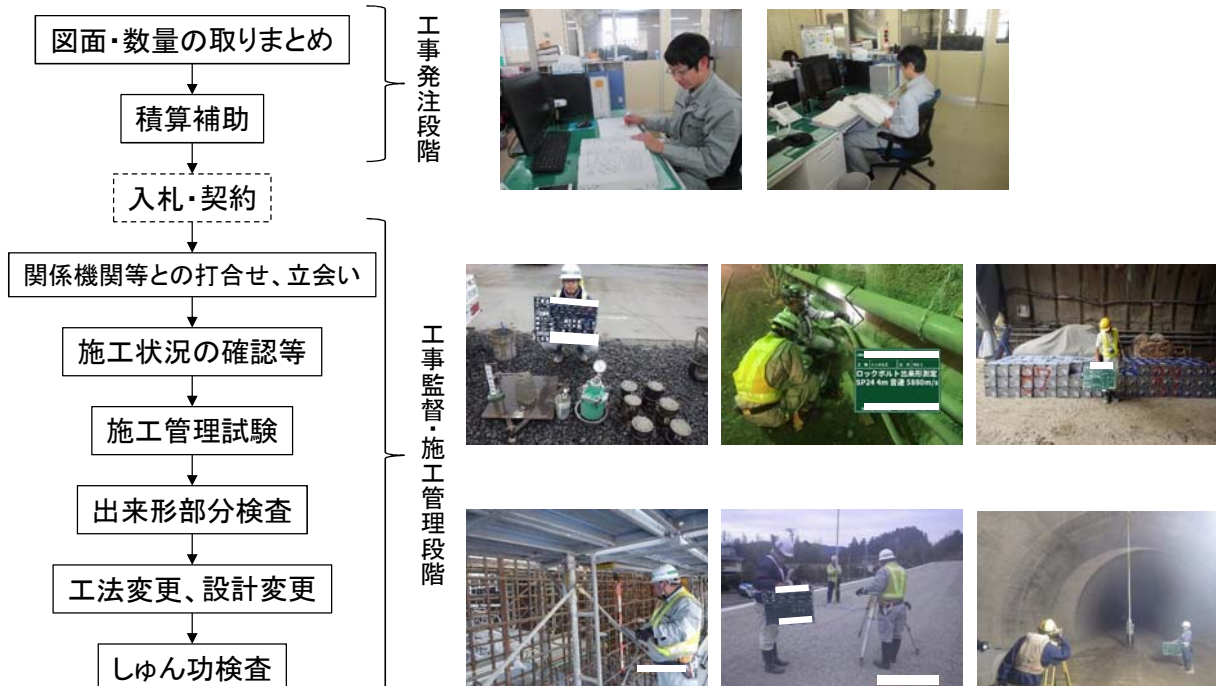 図面・数量の取りまとめ
積算補助
入札・契約
関係機関等との打合せ、立会い
施工状況の確認等
施工管理試験
出来形部分検査
工法変更、設計変更
しゅん功検査
工事発注段階
工事監督・施工管理段階
ロックボルト出来形測定
SP24 4m 音速 5880m/s